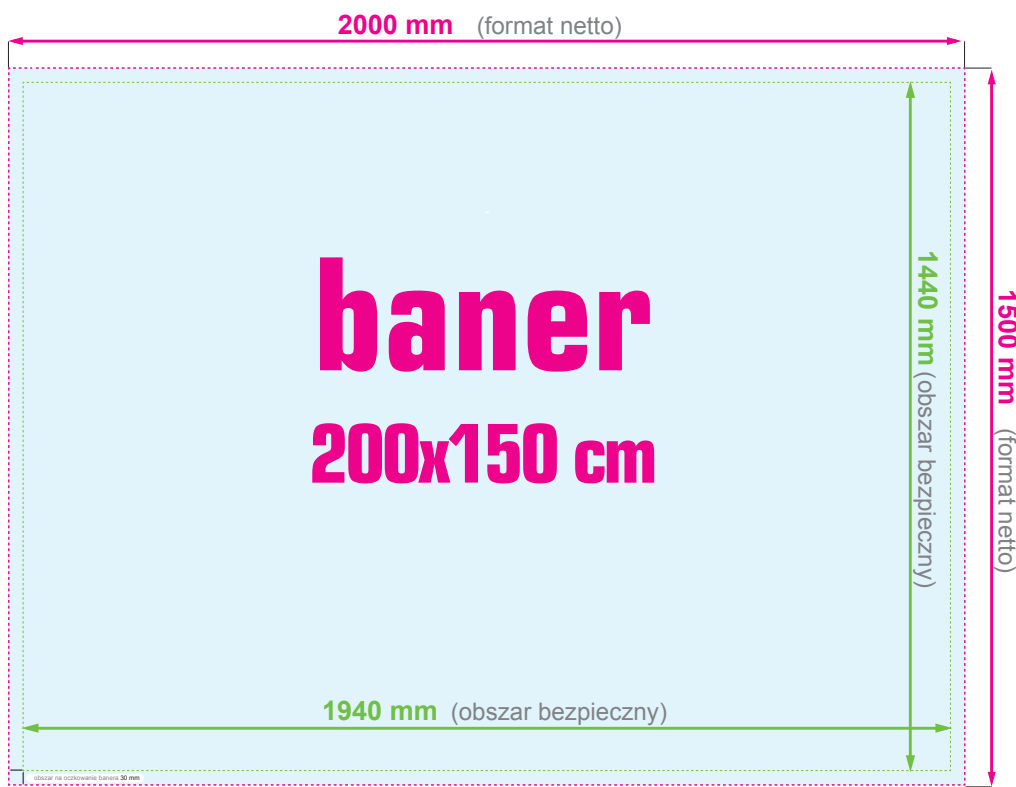 2000 mm (format netto)
baner
200x150 cm
1440 mm (obszar bezpieczny)
1500 mm (format netto)
1940 mm (obszar bezpieczny)
obszar na oczkowanie banera 30 mm